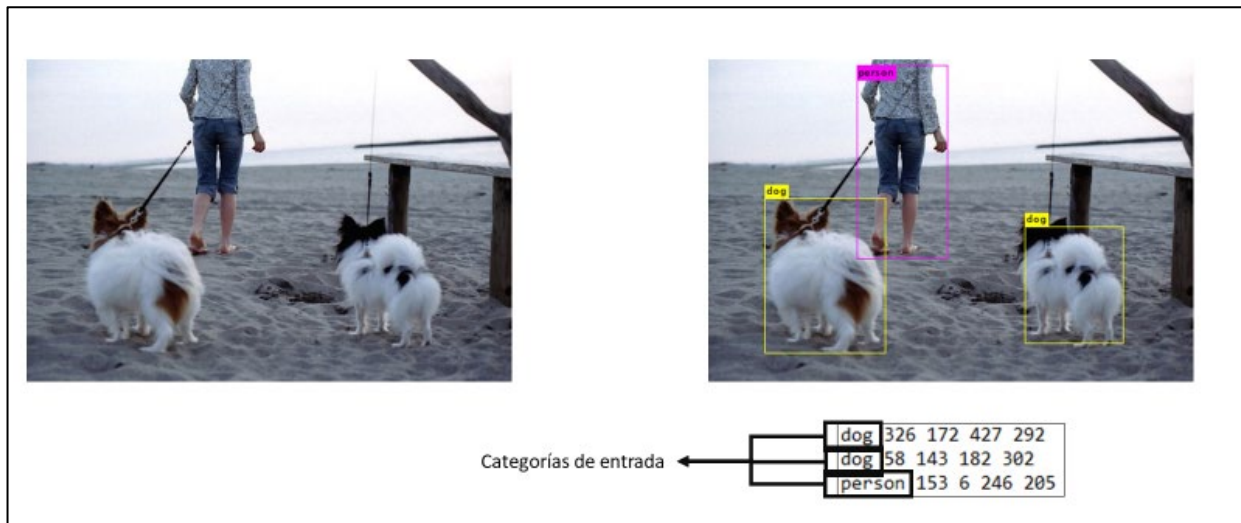 person
dog
dog
dog 326 172 427 292
Categorías de entrada
dog 58 143 182 302
person 153 6 246 205